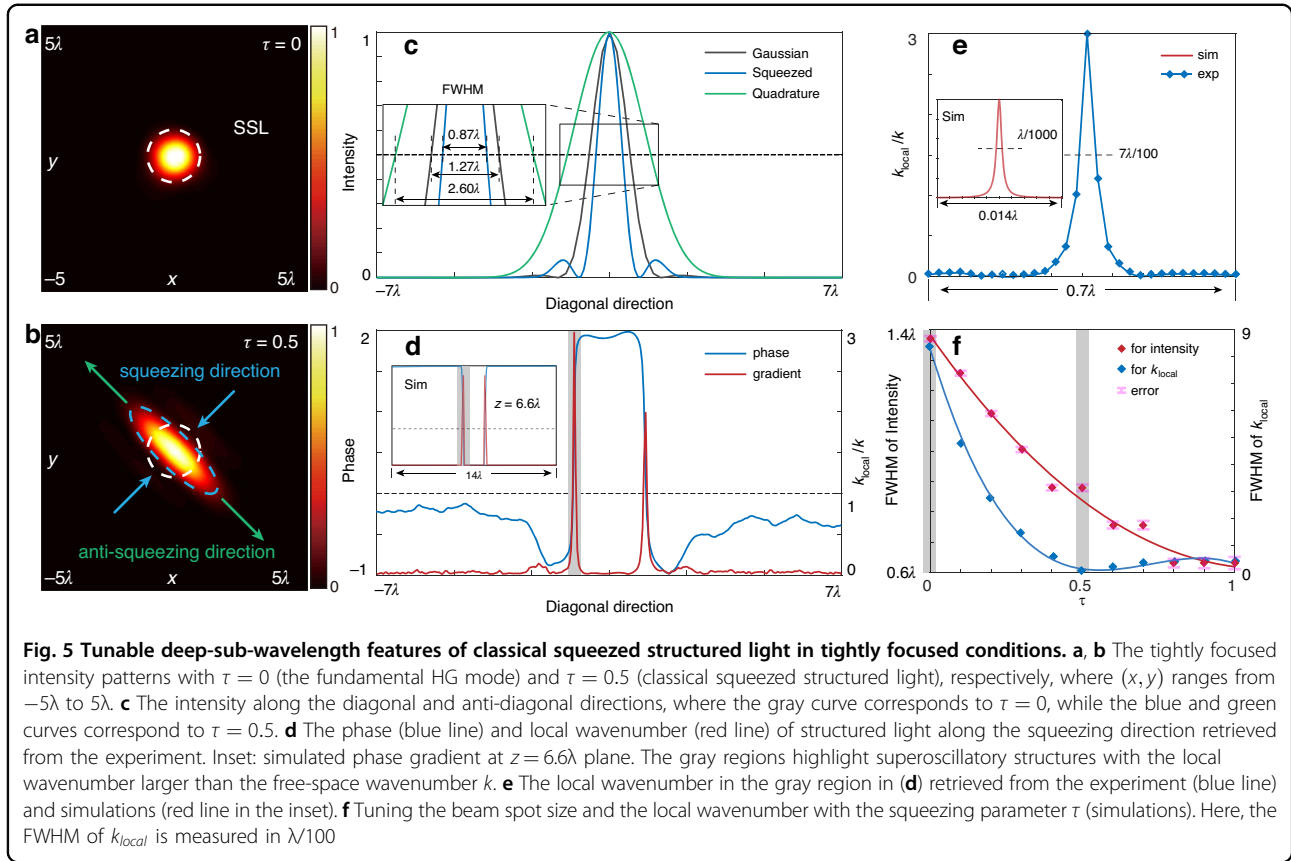 a
5λ
τ = 0
1
SSL
y
–5
x
5λ
0
b
5λ
τ = 0.5
1
squeezing direction
y
anti-squeezing direction
–5λ
x
5λ
0
c
1
Intensity
0
Gaussian
Squeezed
Quadrature
FWHM
0.87λ
1.27λ
2.60λ
–7λ
Diagonal direction
7λ
d
2
Phase
–1
phase
gradient
Sim
z = 6.6λ
14λ
3
k_local /k
1
0
–7λ
Diagonal direction
7λ
e
3
k_local /k
0
sim
exp
Sim
λ/1000
0.014λ
7λ/100
0.7λ
f
1.4λ
FWHM of Intensity
0.6λ
for intensity
for k_local
error
9
FWHM of k_local
0
0
0.5
1
τ
Fig. 5 Tunable deep-sub-wavelength features of classical squeezed structured light in tightly focused conditions. a, b The tightly focused
intensity patterns with τ = 0 (the fundamental HG mode) and τ = 0.5 (classical squeezed structured light), respectively, where (x, y) ranges from
−5λ to 5λ. c The intensity along the diagonal and anti-diagonal directions, where the gray curve corresponds to τ = 0, while the blue and green
curves correspond to τ = 0.5. d The phase (blue line) and local wavenumber (red line) of structured light along the squeezing direction retrieved
from the experiment. Inset: simulated phase gradient at z = 6.6λ plane. The gray regions highlight superoscillatory structures with the local
wavenumber larger than the free-space wavenumber k. e The local wavenumber in the gray region in (d) retrieved from the experiment (blue line)
and simulations (red line in the inset). f Tuning the beam spot size and the local wavenumber with the squeezing parameter τ (simulations). Here, the
FWHM of k_local is measured in λ/100